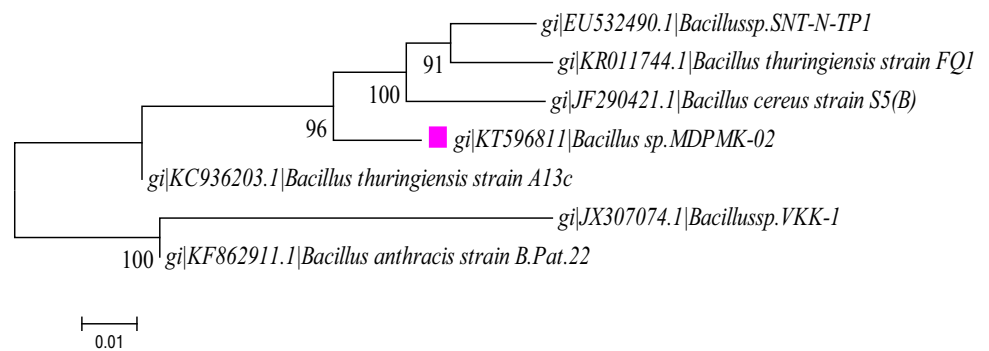 gi|EU532490.1|Bacillussp.SNT-N-TP1
gi|KR011744.1|Bacillus thuringiensis strain FQ1
91
gi|JF290421.1|Bacillus cereus strain S5(B)
100
96
gi|KT596811|Bacillus sp.MDPMK-02
gi|KC936203.1|Bacillus thuringiensis strain A13c
gi|JX307074.1|Bacillussp.VKK-1
100
gi|KF862911.1|Bacillus anthracis strain B.Pat.22
0.01